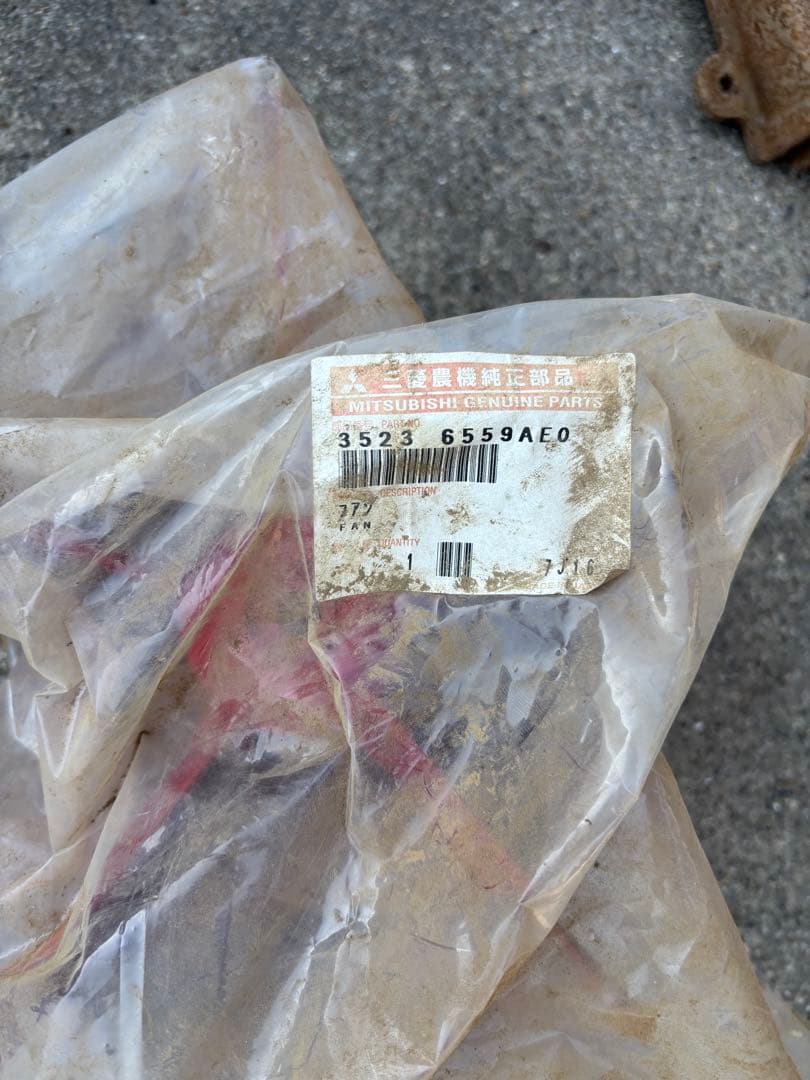 三菱農機純正部品
MITSUBISHI GENUINE PARTS
PART NO
3523 6559AE0
DESCRIPTION
ファン
FAN
QUANTITY
1
7J16